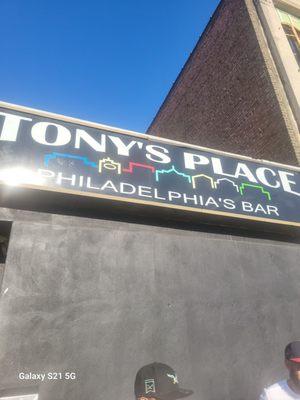 TONY'S PLACE
PHILADELPHIA'S BAR
Galaxy S21 5G